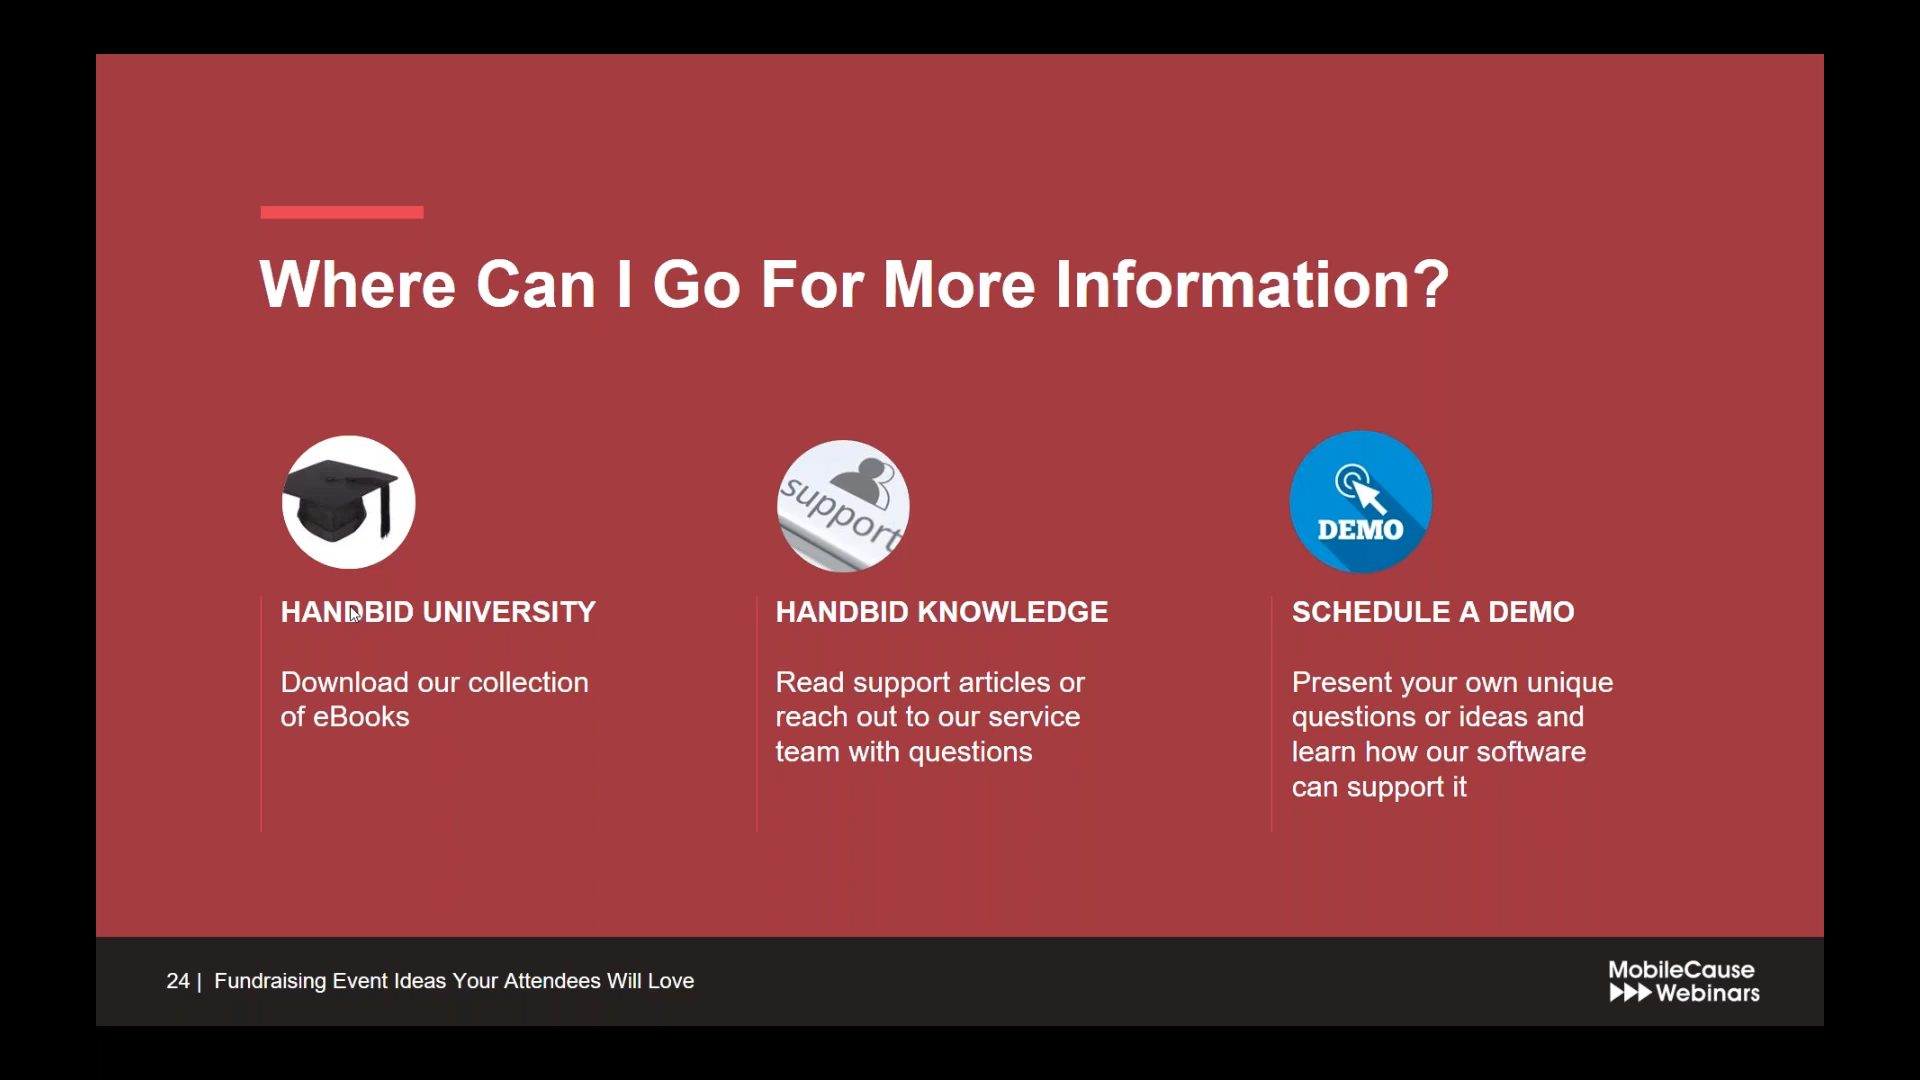 Where Can I Go For More Information?
support
DEMO
HANDBID UNIVERSITY
Download our collection
of eBooks
HANDBID KNOWLEDGE
Read support articles or
reach out to our service
team with questions
SCHEDULE A DEMO
Present your own unique
questions or ideas and
learn how our software
can support it
24 | Fundraising Event Ideas Your Attendees Will Love
MobileCause
Webinars